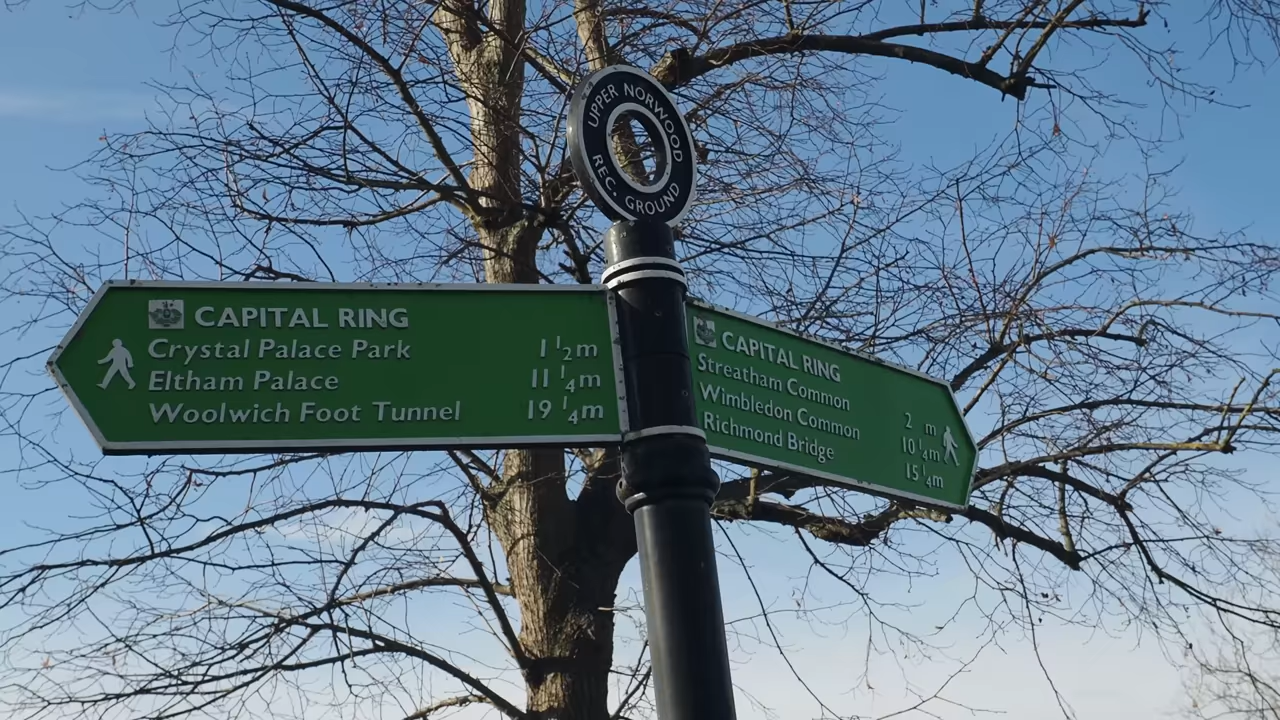 UPPER NORWOOD
REC. GROUND
CAPITAL RING
Crystal Palace Park 1 1/2 m
Eltham Palace 11 1/4 m
Woolwich Foot Tunnel 19 1/4 m
CAPITAL RING
Streatham Common 2 m
Wimbledon Common 10 1/4 m
Richmond Bridge 15 1/4 m